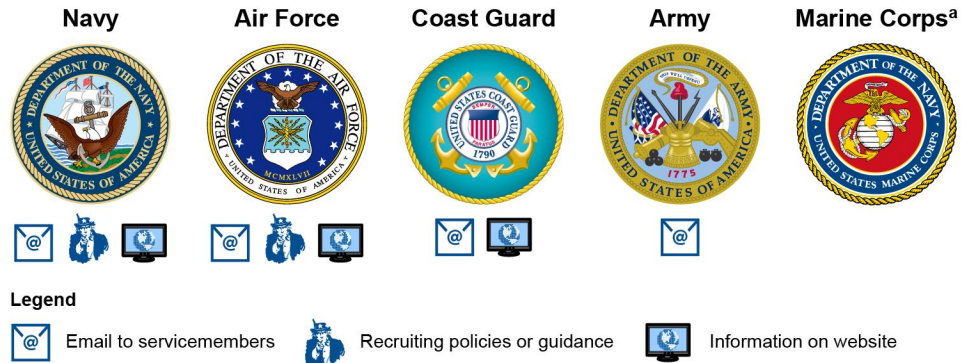 Navy
Air Force
Coast Guard
Army
Marine Corpsᵃ
DEPARTMENT OF THE NAVY
UNITED STATES OF AMERICA
DEPARTMENT OF THE AIR FORCE
MCMXLVII
UNITED STATES OF AMERICA
UNITED STATES COAST GUARD
SEMPER
PARATUS
1790
DEPARTMENT OF THE ARMY
1775
UNITED STATES OF AMERICA
DEPARTMENT OF THE NAVY
UNITED STATES MARINE CORPS
@
@
@
@
Legend
@ Email to servicemembers
Recruiting policies or guidance
Information on website